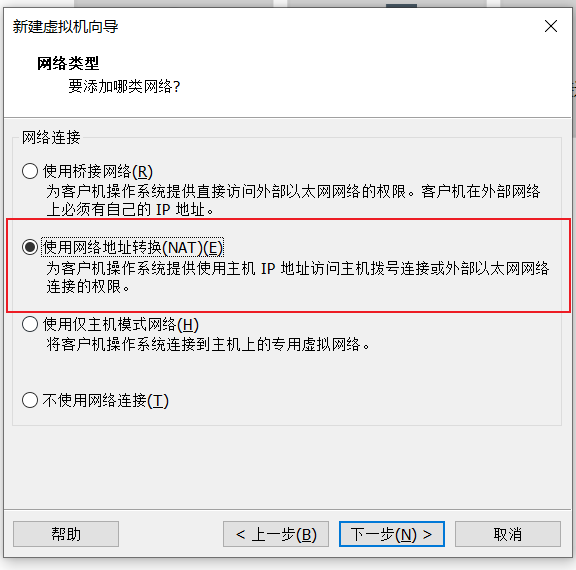 新建虚拟机向导
网络类型
要添加哪类网络?
网络连接
使用桥接网络(R)
为客户机操作系统提供直接访问外部以太网网络的权限。客户机在外部网络
上必须有自己的 IP 地址。
使用网络地址转换(NAT)(E)
为客户机操作系统提供使用主机 IP 地址访问主机拨号连接或外部以太网网络
连接的权限。
使用仅主机模式网络(H)
将客户机操作系统连接到主机上的专用虚拟网络。
不使用网络连接(T)
帮助
< 上一步(B)
下一步(N) >
取消